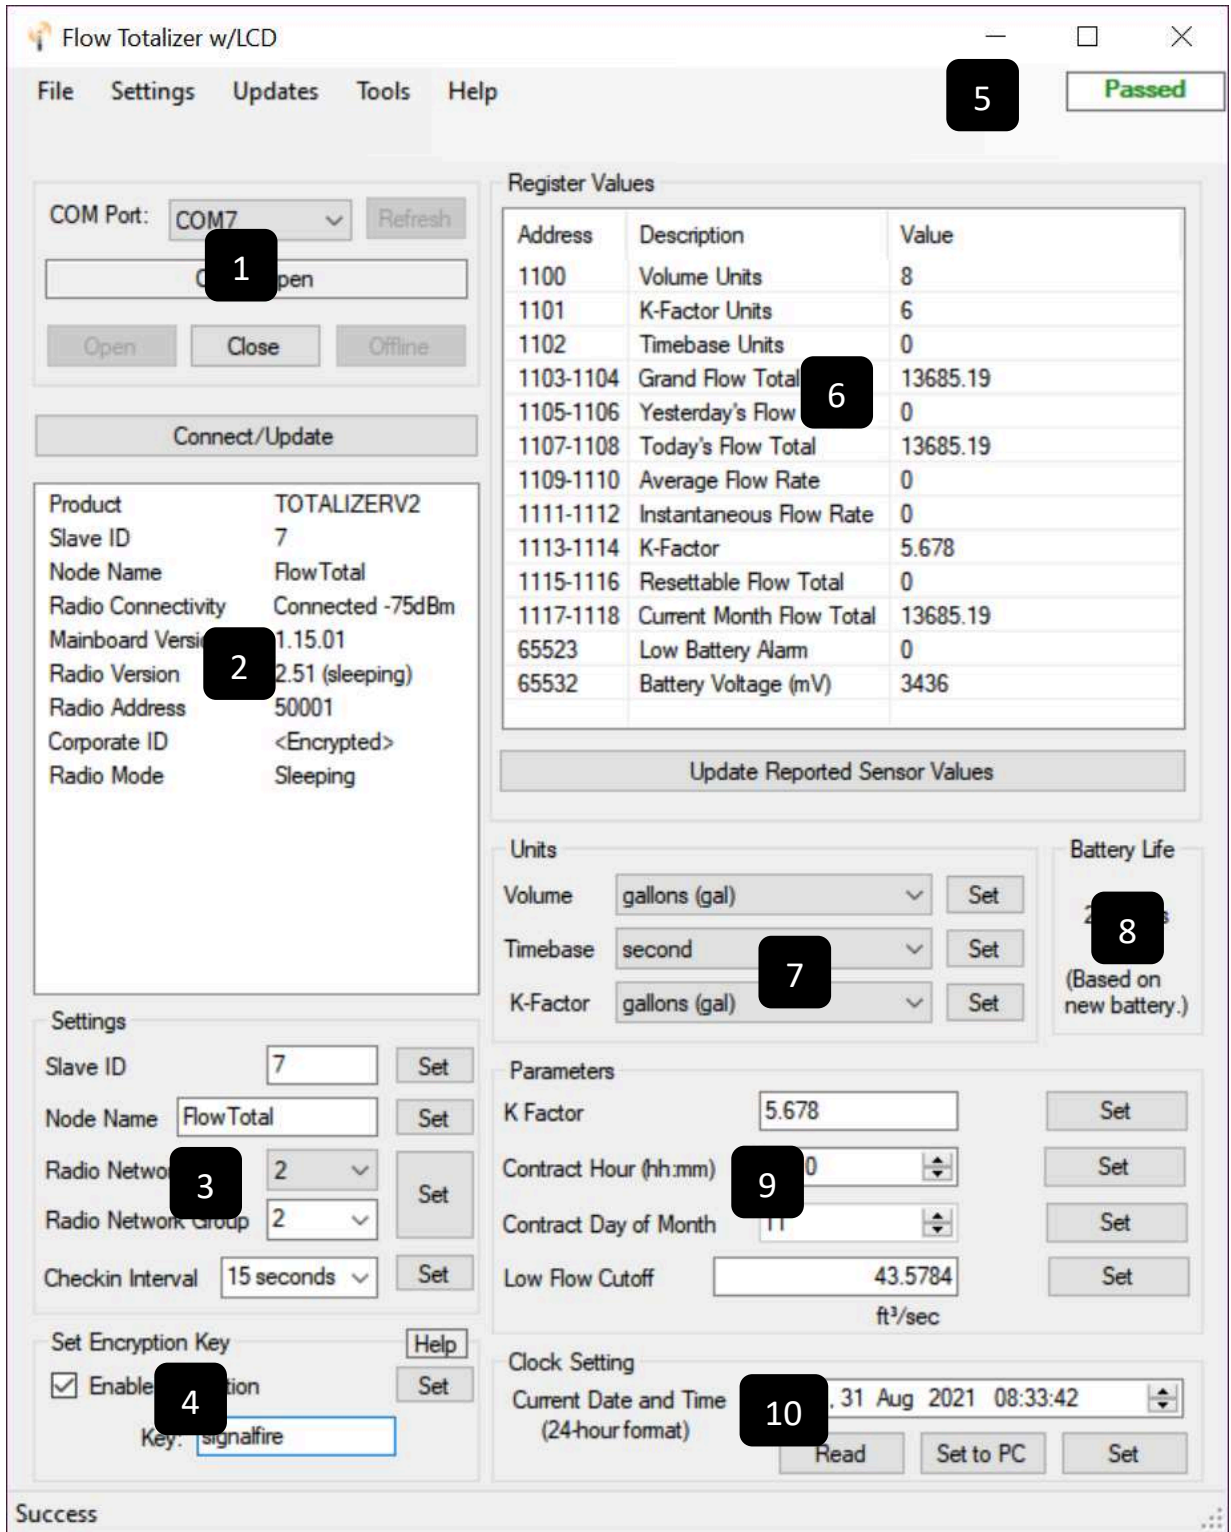 Flow Totalizer w/LCD
File Settings Updates Tools Help
5
Passed
COM Port: COM7 Refresh
1
Open Close Offline
Connect/Update
Product TOTALIZERV2
Slave ID 7
Node Name FlowTotal
Radio Connectivity Connected -75dBm
Mainboard 1.15.01
Radio Version 2.51 (sleeping)
2
Radio Address 50001
Corporate ID <Encrypted>
Radio Mode Sleeping
Settings
Slave ID 7 Set
Node Name FlowTotal Set
Radio 2
3
Set
Radio Network Group 2
Checkin Interval 15 seconds Set
Set Encryption Key Help
Enable Set
4
Key: signalfire
Register Values
Address Description Value
1100 Volume Units 8
1101 K-Factor Units 6
1102 Timebase Units 0
1103-1104 Grand Flow Total 13685.19
6
1105-1106 Yesterday's Flow 0
1107-1108 Today's Flow Total 13685.19
1109-1110 Average Flow Rate 0
1111-1112 Instantaneous Flow Rate 0
1113-1114 K-Factor 5.678
1115-1116 Resettable Flow Total 0
1117-1118 Current Month Flow Total 13685.19
65523 Low Battery Alarm 0
65532 Battery Voltage (mV) 3436
Update Reported Sensor Values
Units
Volume gallons (gal) Set
Timebase second Set
7
K-Factor gallons (gal) Set
Battery Life
8
(Based on
new battery.)
Parameters
K Factor 5.678 Set
Contract Hour (hh:mm) Set
9
Contract Day of Month 11 Set
Low Flow Cutoff 43.5784 Set
ft³/sec
Clock Setting
Current Date and Time 10 , 31 Aug 2021 08:33:42
(24-hour format)
Read Set to PC Set
Success